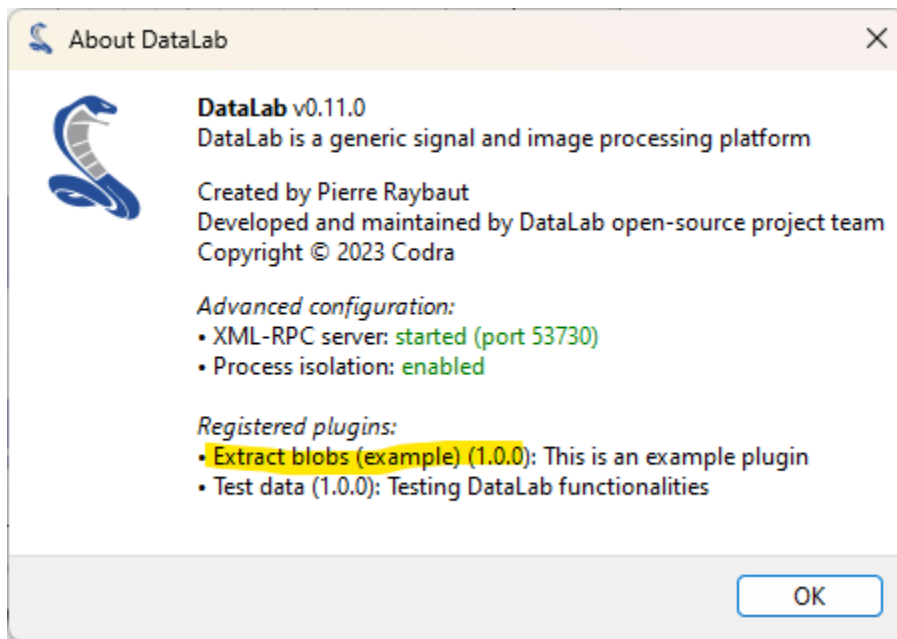 About DataLab
DataLab v0.11.0
DataLab is a generic signal and image processing platform
Created by Pierre Raybaut
Developed and maintained by DataLab open-source project team
Copyright © 2023 Codra
Advanced configuration:
• XML-RPC server: started (port 53730)
• Process isolation: enabled
Registered plugins:
• Extract blobs (example) (1.0.0): This is an example plugin
• Test data (1.0.0): Testing DataLab functionalities
OK